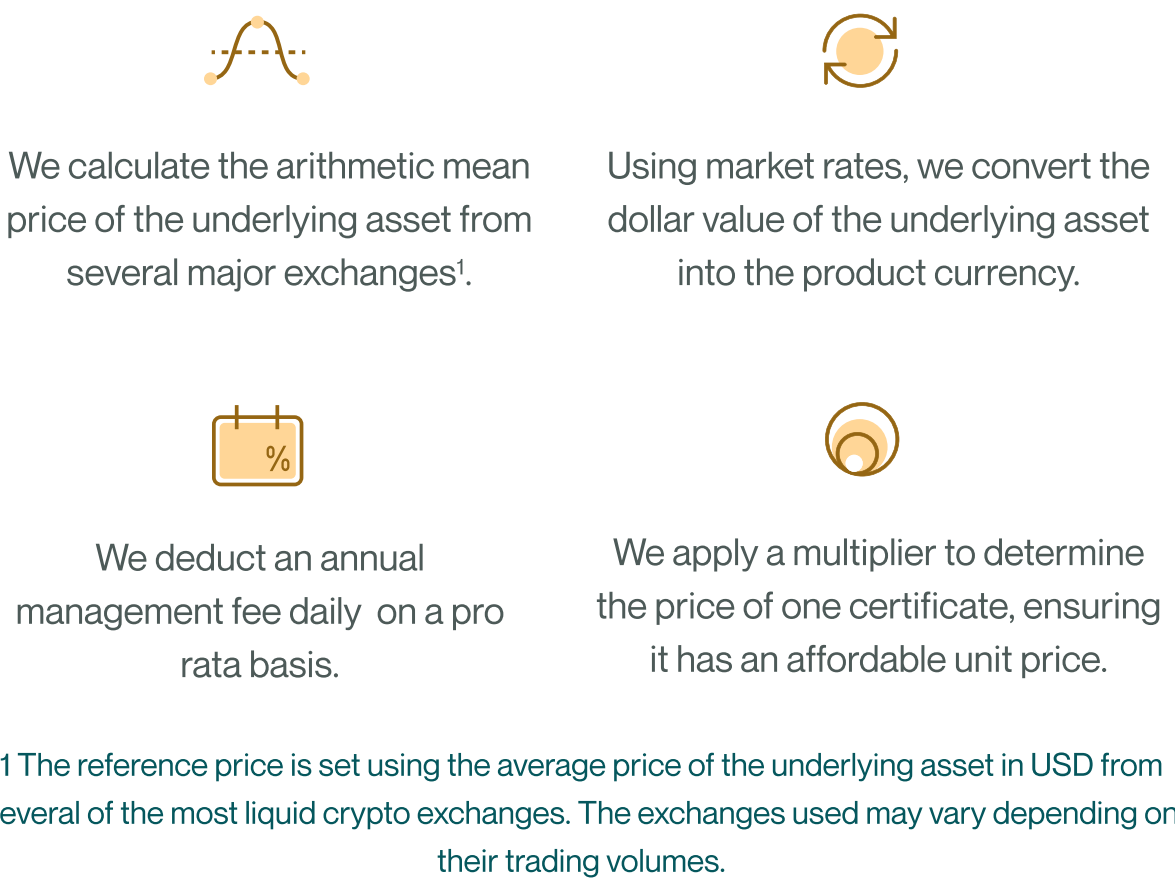 We calculate the arithmetic mean
price of the underlying asset from
several major exchanges¹.
Using market rates, we convert the
dollar value of the underlying asset
into the product currency.
%
We deduct an annual
management fee daily  on a pro
rata basis.
We apply a multiplier to determine
the price of one certificate, ensuring
it has an affordable unit price.
1 The reference price is set using the average price of the underlying asset in USD from
everal of the most liquid crypto exchanges. The exchanges used may vary depending on
their trading volumes.